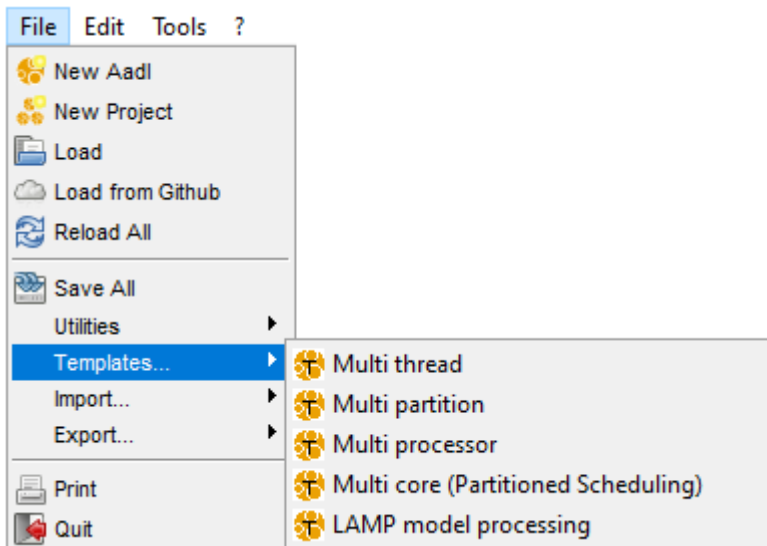 File Edit Tools ?
New Aadl
New Project
Load
Load from Github
Reload All
Save All
Utilities
Templates...
Import...
Export...
Print
Quit
Multi thread
Multi partition
Multi processor
Multi core (Partitioned Scheduling)
LAMP model processing